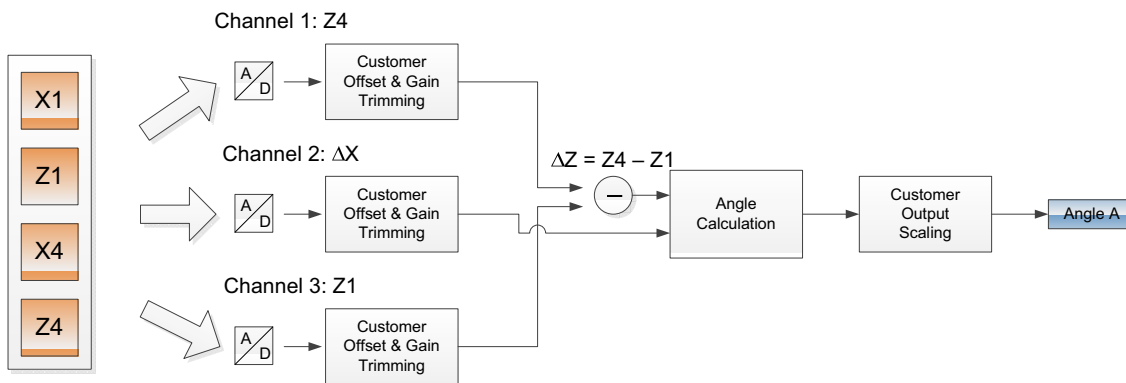 Channel 1: Z4
X1
Z1
X4
Z4
A
D
Customer
Offset & Gain
Trimming
Channel 2: ΔX
A
D
Customer
Offset & Gain
Trimming
Channel 3: Z1
A
D
Customer
Offset & Gain
Trimming
ΔZ = Z4 – Z1
–
Angle
Calculation
Customer
Output
Scaling
Angle A